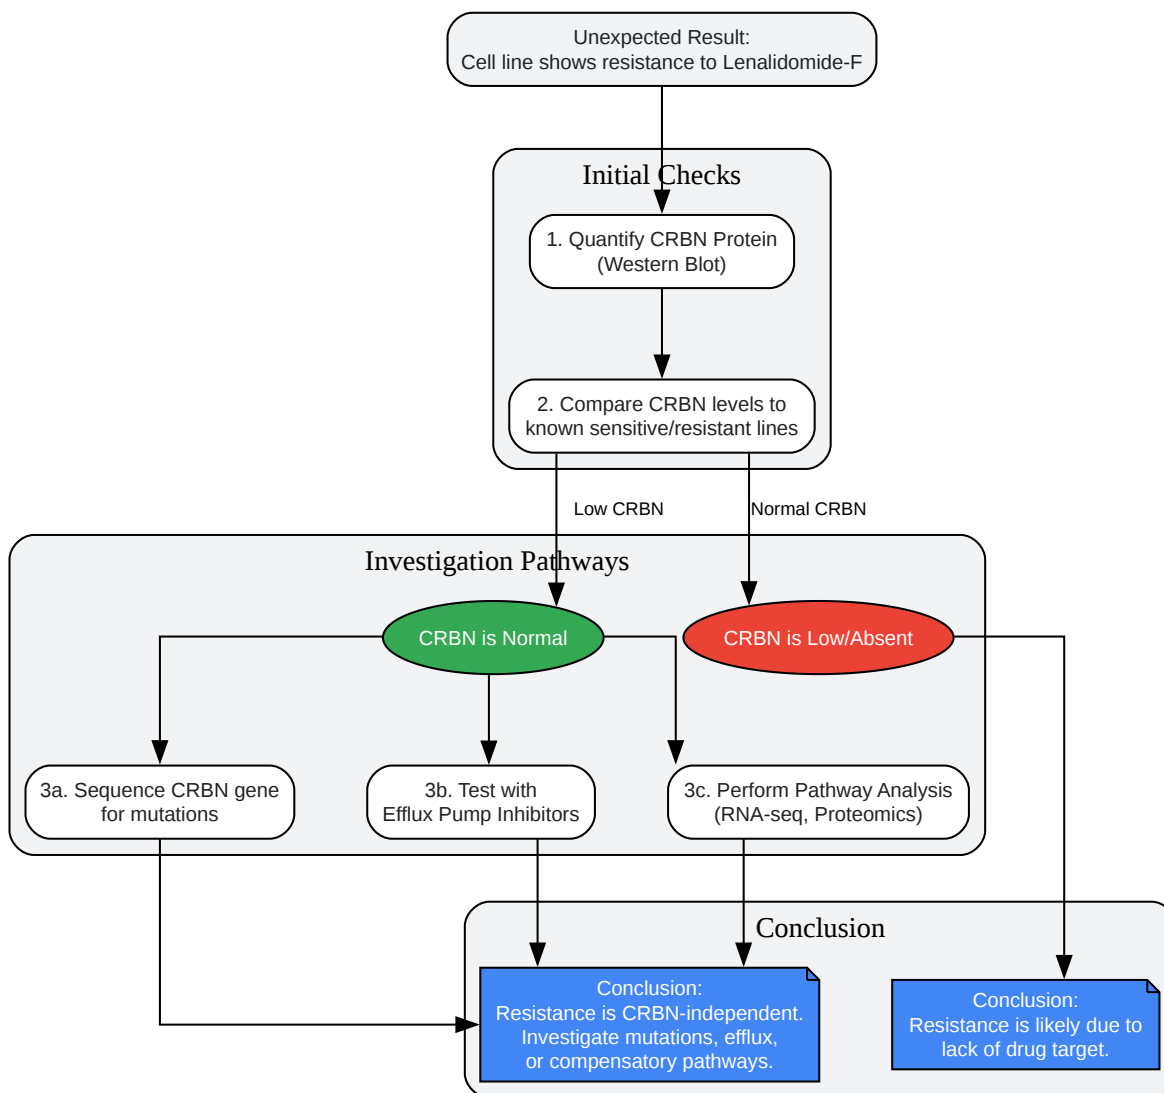 Unexpected Result:
Cell line shows resistance to Lenalidomide-F
Initial Checks
1. Quantify CRBN Protein
(Western Blot)
2. Compare CRBN levels to
known sensitive/resistant lines
Low CRBN
Normal CRBN
Investigation Pathways
CRBN is Normal
CRBN is Low/Absent
3a. Sequence CRBN gene
for mutations
3b. Test with
Efflux Pump Inhibitors
3c. Perform Pathway Analysis
(RNA-seq, Proteomics)
Conclusion
Conclusion:
Resistance is CRBN-independent.
Investigate mutations, efflux,
or compensatory pathways.
Conclusion:
Resistance is likely due to
lack of drug target.